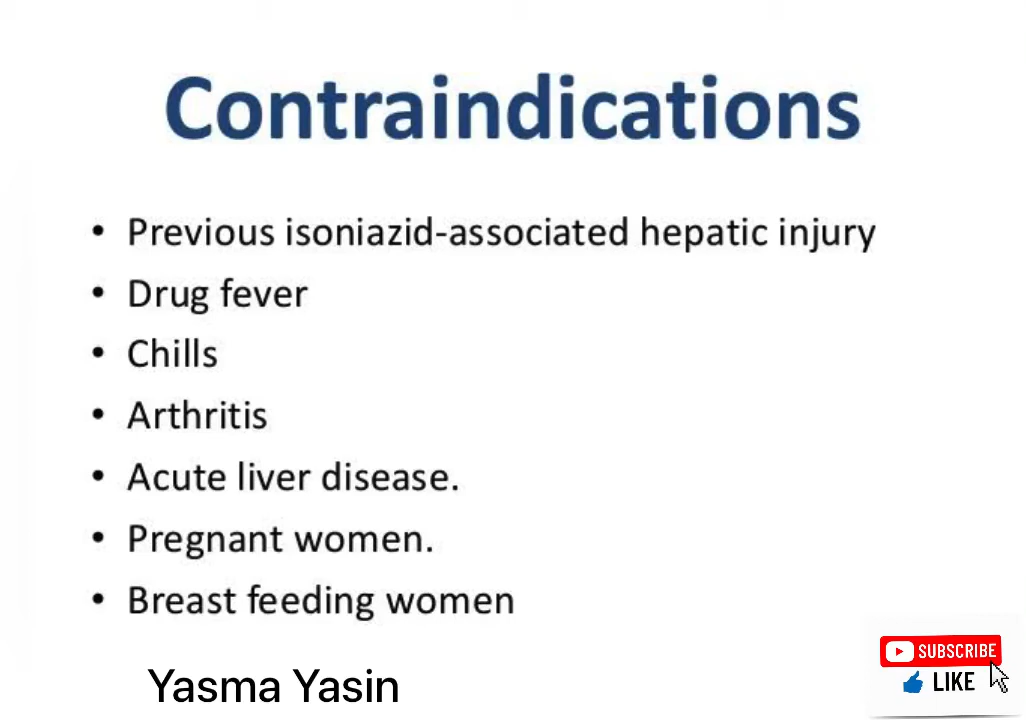 Contraindications
• Previous isoniazid-associated hepatic injury
• Drug fever
• Chills
• Arthritis
• Acute liver disease.
• Pregnant women.
• Breast feeding women
Yasma Yasin
SUBSCRIBE
LIKE